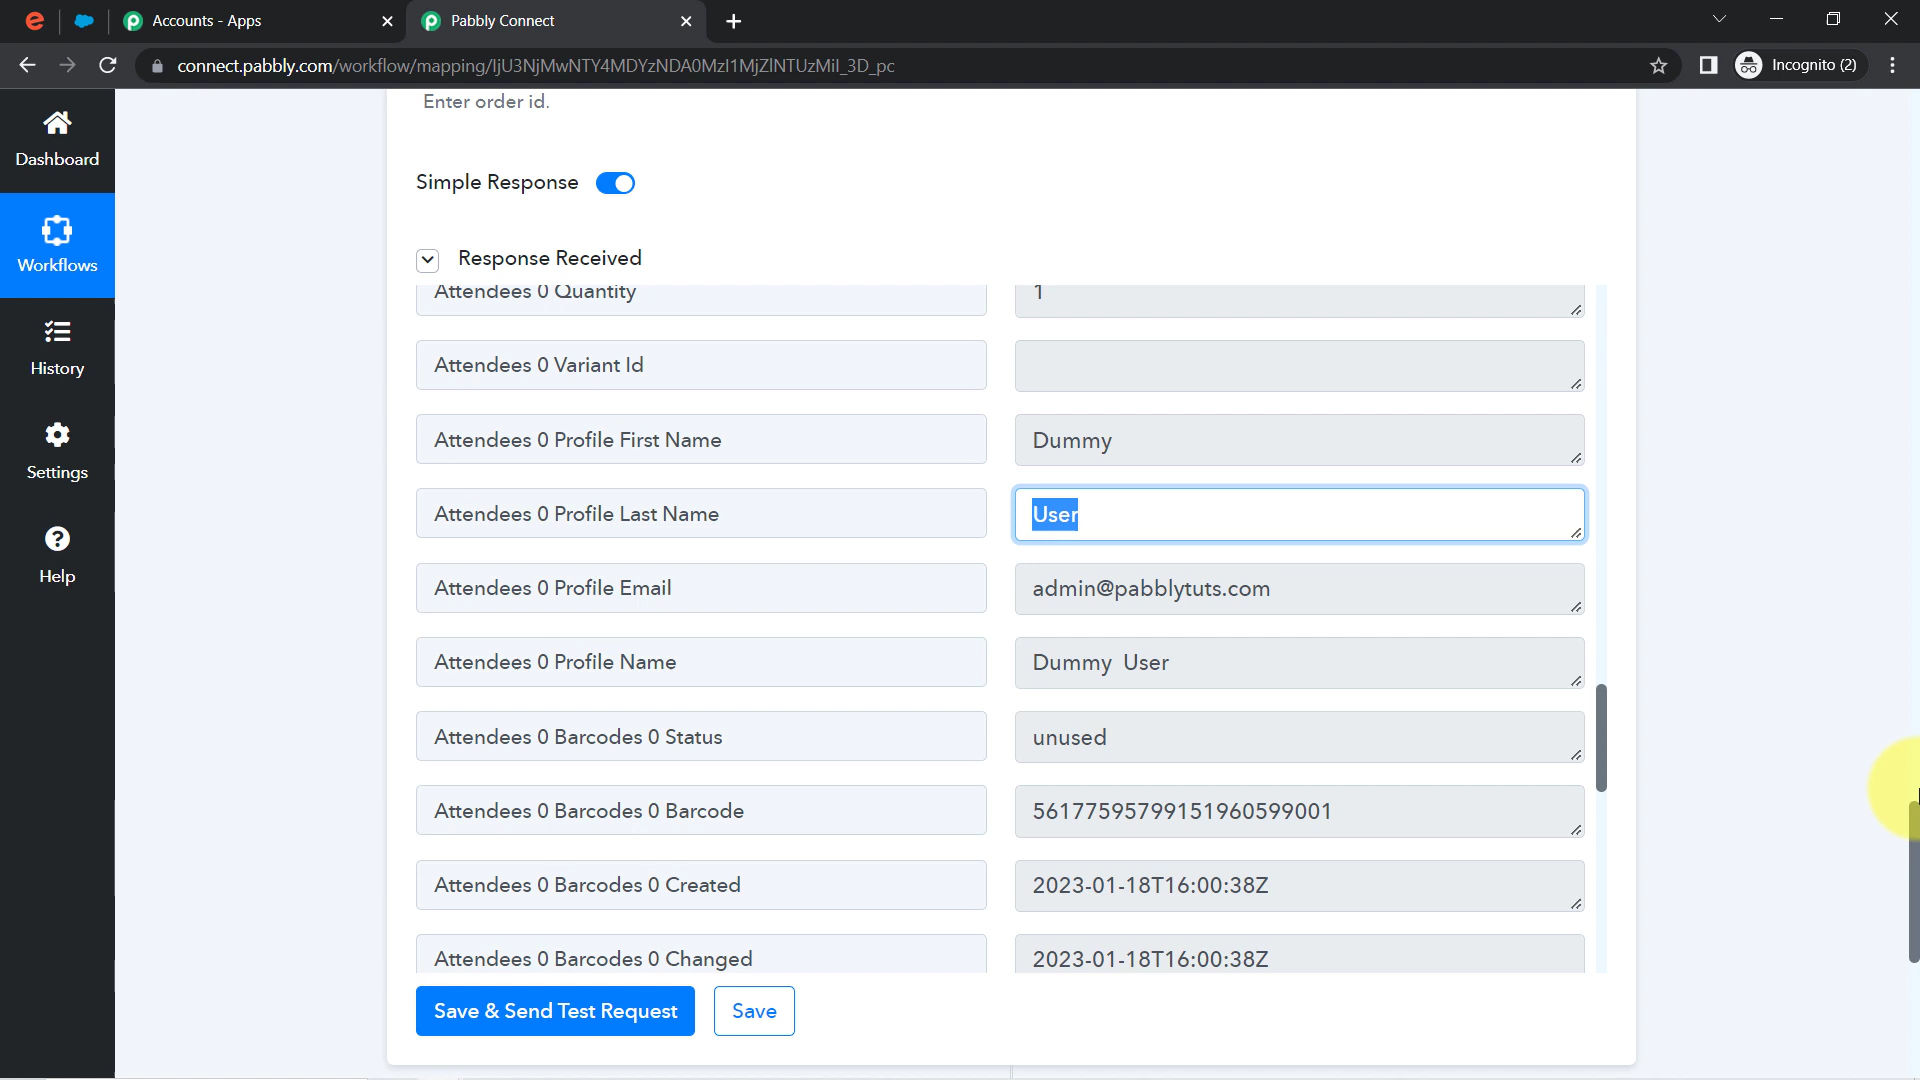 Accounts - Apps
Pabbly Connect
connect.pabbly.com/workflow/mapping/IjU3NjMwNTY4MDYzNDA0MzI1MjZlNTUzMiI_3D_pc
Incognito (2)
Dashboard
Workflows
History
Settings
Help
Enter order id.
Simple Response
Response Received
Attendees 0 Quantity
1
Attendees 0 Variant Id
Attendees 0 Profile First Name
Dummy
Attendees 0 Profile Last Name
User
Attendees 0 Profile Email
admin@pabblytuts.com
Attendees 0 Profile Name
Dummy User
Attendees 0 Barcodes 0 Status
unused
Attendees 0 Barcodes 0 Barcode
56177595799151960599001
Attendees 0 Barcodes 0 Created
2023-01-18T16:00:38Z
Attendees 0 Barcodes 0 Changed
2023-01-18T16:00:38Z
Save & Send Test Request
Save